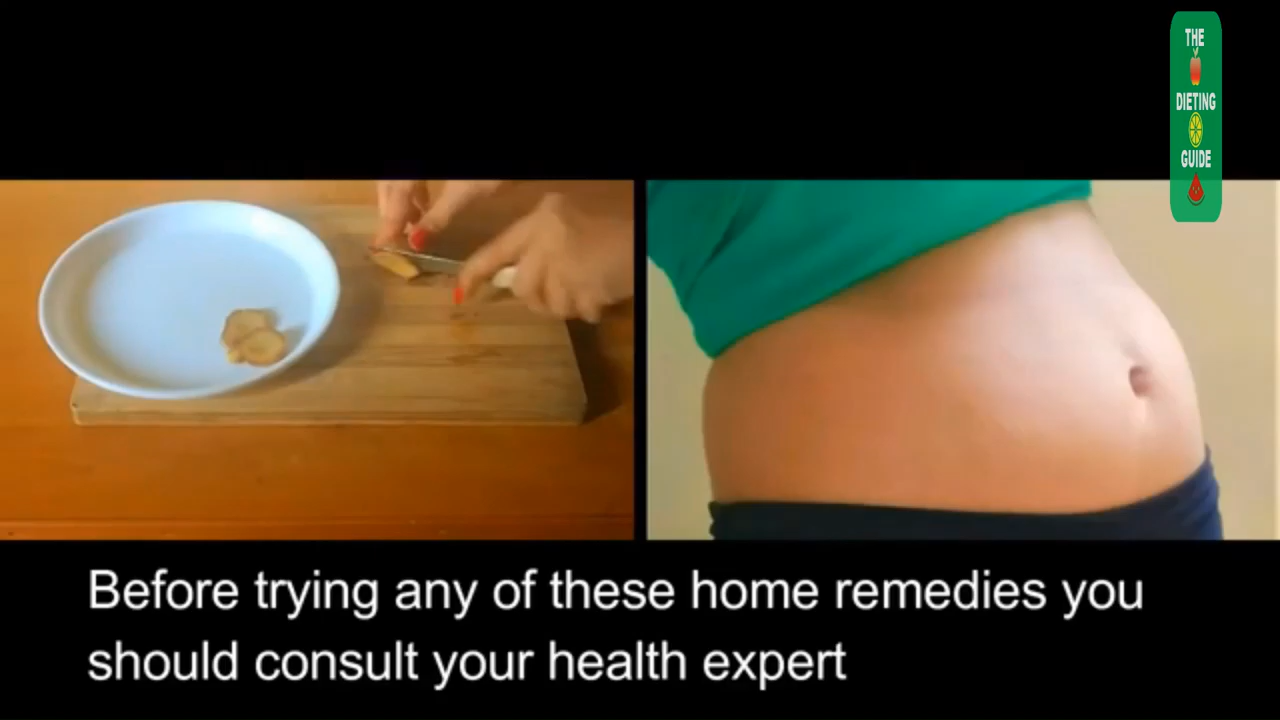 THE
DIETING
GUIDE
Before trying any of these home remedies you
should consult your health expert